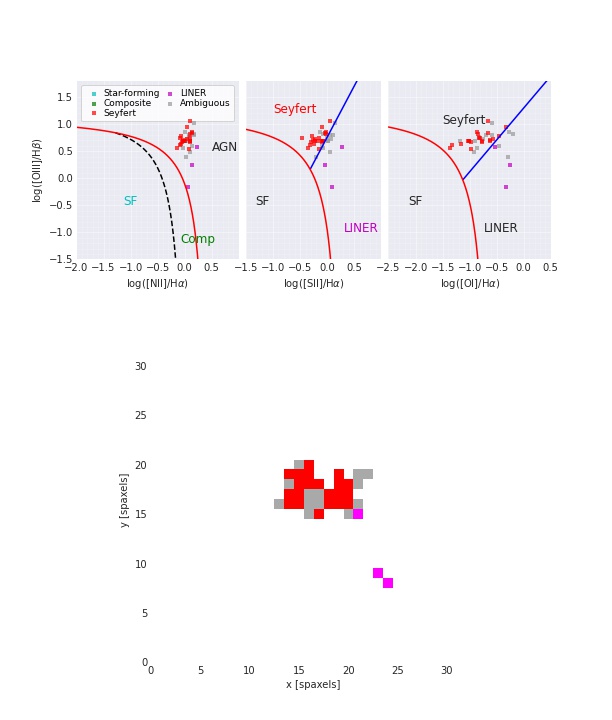 Star-forming
Composite
Seyfert
LINER
Ambiguous
1.5
1.0
0.5
0.0
−0.5
−1.0
−1.5
log([OIII]/Hβ)
AGN
SF
Comp
−2.0 −1.5 −1.0 −0.5 0.0 0.5
log([NII]/Hα)
Seyfert
SF
LINER
−1.5 −1.0 −0.5 0.0 0.5
log([SII]/Hα)
Seyfert
SF
LINER
−2.5 −2.0 −1.5 −1.0 −0.5 0.0 0.5
log([OI]/Hα)
30
25
20
15
10
5
0
y [spaxels]
0 5 10 15 20 25 30
x [spaxels]